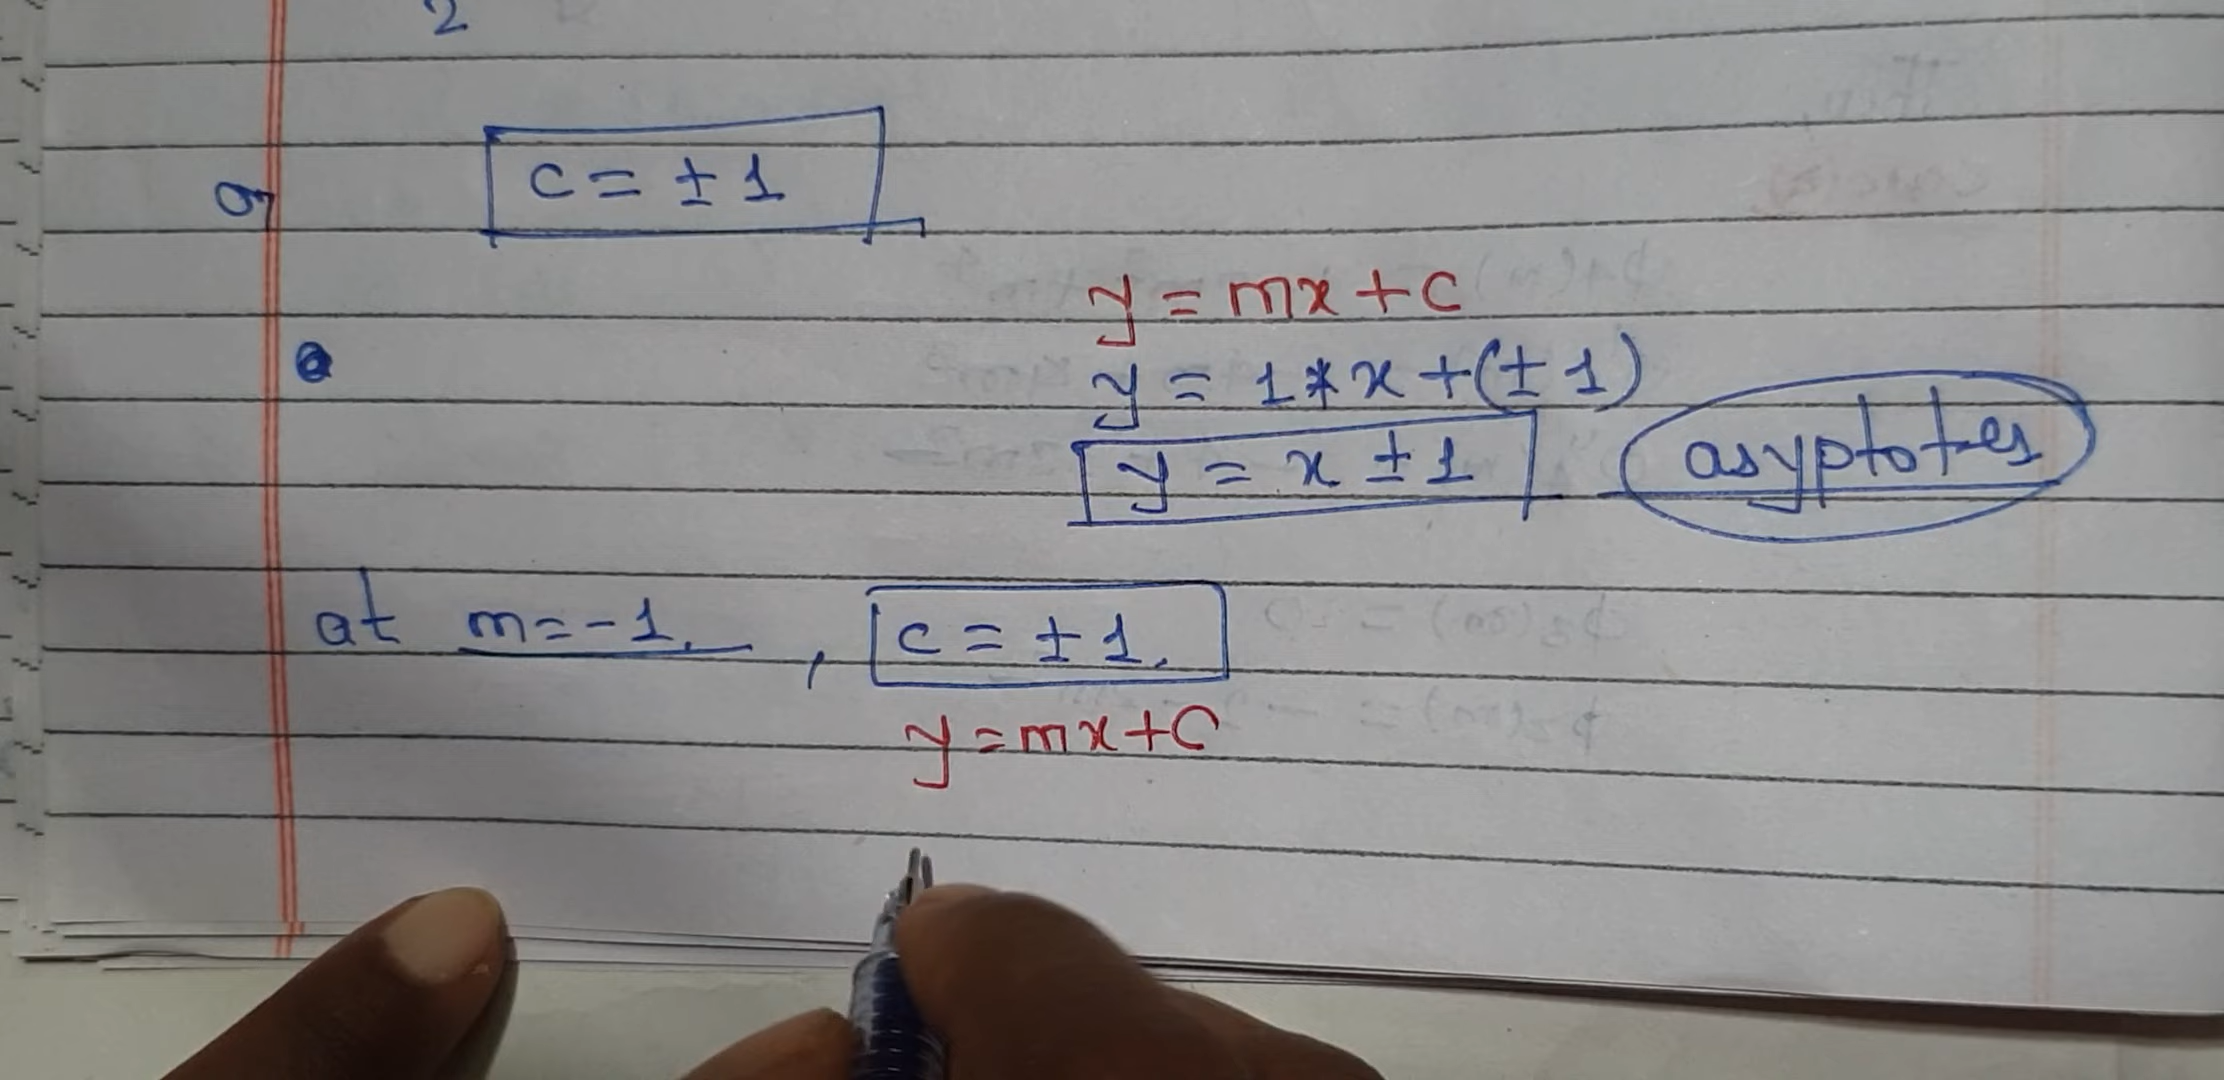 2
c = ± 1
y = mx + c
y = 1 * x + (± 1)
y = x ± 1 asyptotes
at m = - 1. , c = ± 1.
y = mx + c